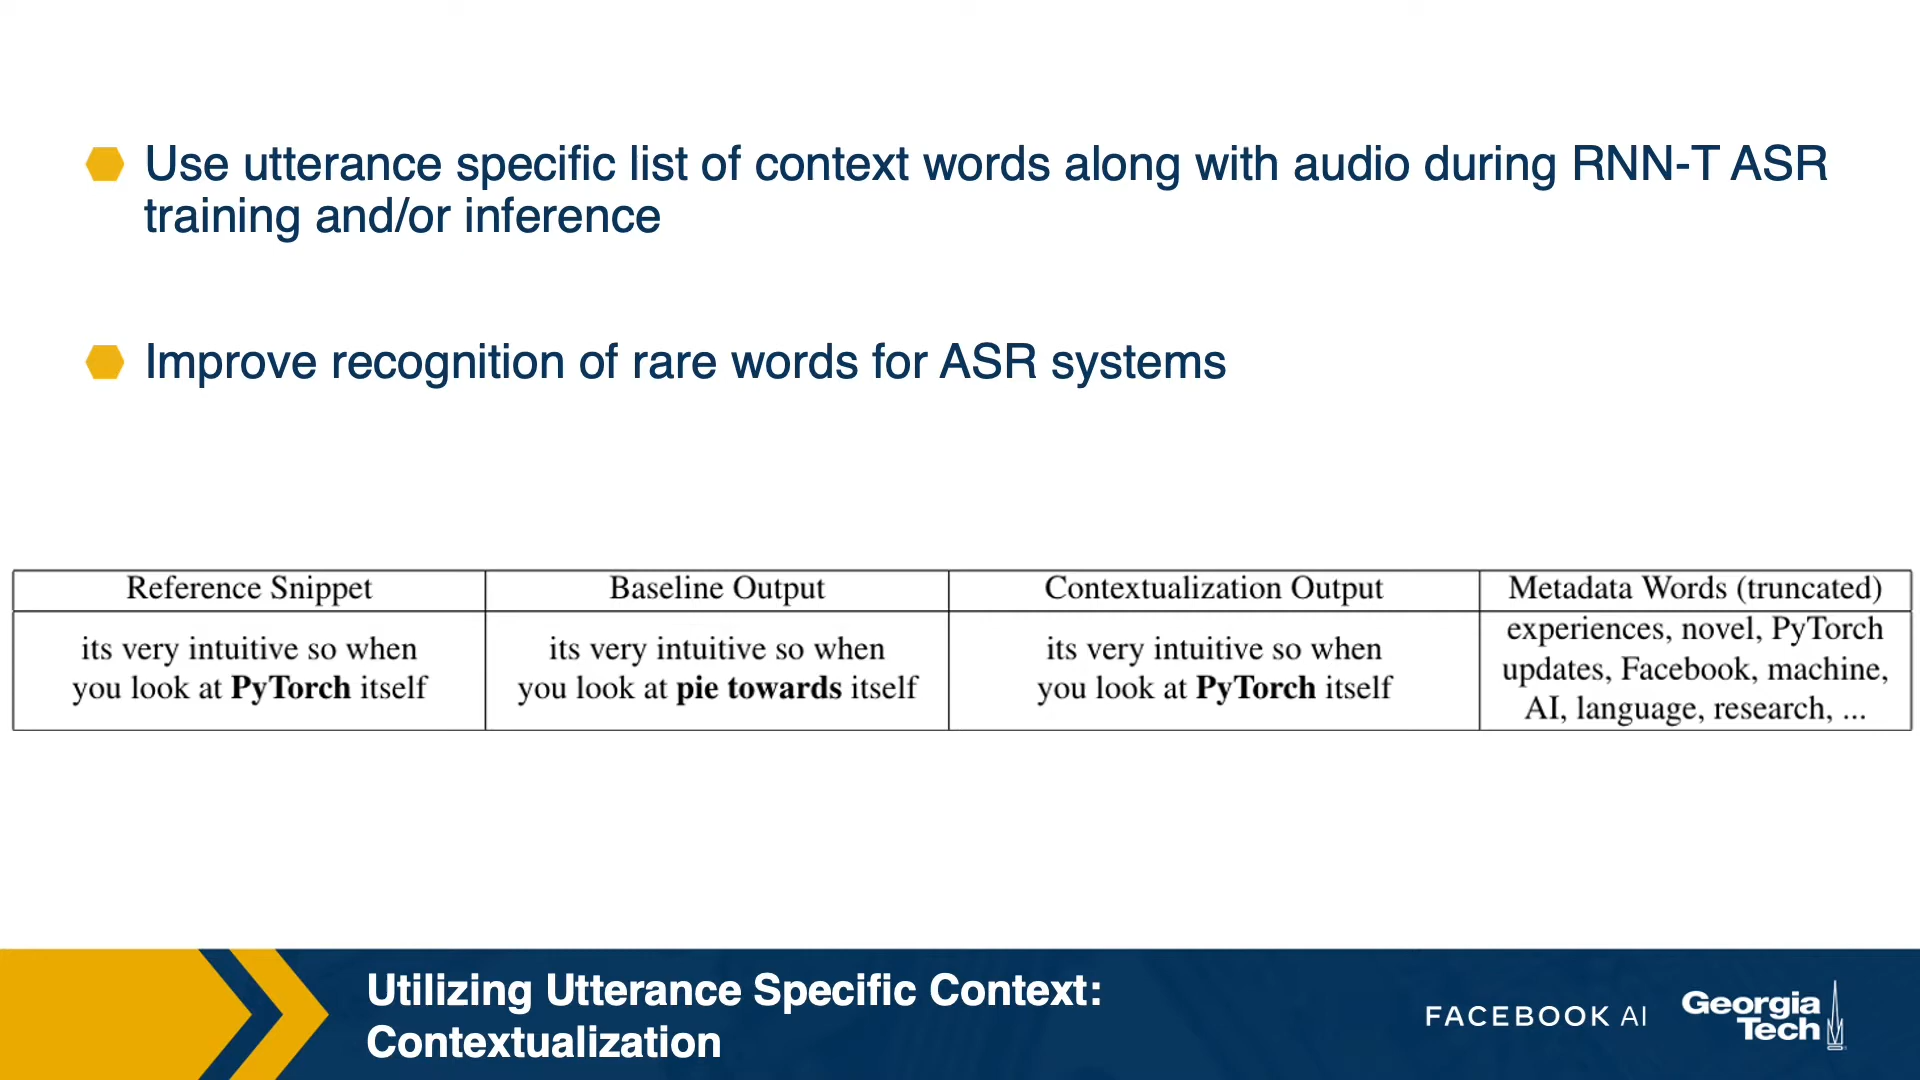 Use utterance specific list of context words along with audio during RNN-T ASR
training and/or inference
Improve recognition of rare words for ASR systems
Reference Snippet
Baseline Output
Contextualization Output
Metadata Words (truncated)
its very intuitive so when
you look at PyTorch itself
its very intuitive so when
you look at pie towards itself
its very intuitive so when
you look at PyTorch itself
experiences, novel, PyTorch
updates, Facebook, machine,
AI, language, research, ...
Utilizing Utterance Specific Context:
Contextualization
FACEBOOK AI
Georgia
Tech